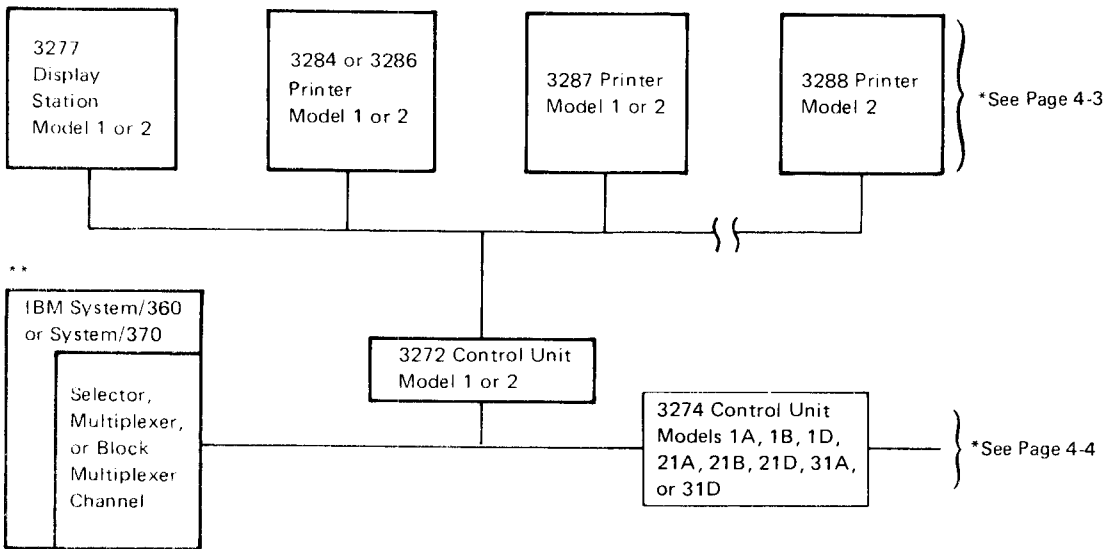 3277
Display
Station
Model 1 or 2
3284 or 3286
Printer
Model 1 or 2
3287 Printer
Model 1 or 2
3288 Printer
Model 2
*See Page 4-3
**
IBM System/360
or System/370
Selector,
Multiplexer,
or Block
Multiplexer
Channel
3272 Control Unit
Model 1 or 2
3274 Control Unit
Models 1A, 1B, 1D,
21A, 21B, 21D, 31A,
or 31D
*See Page 4-4